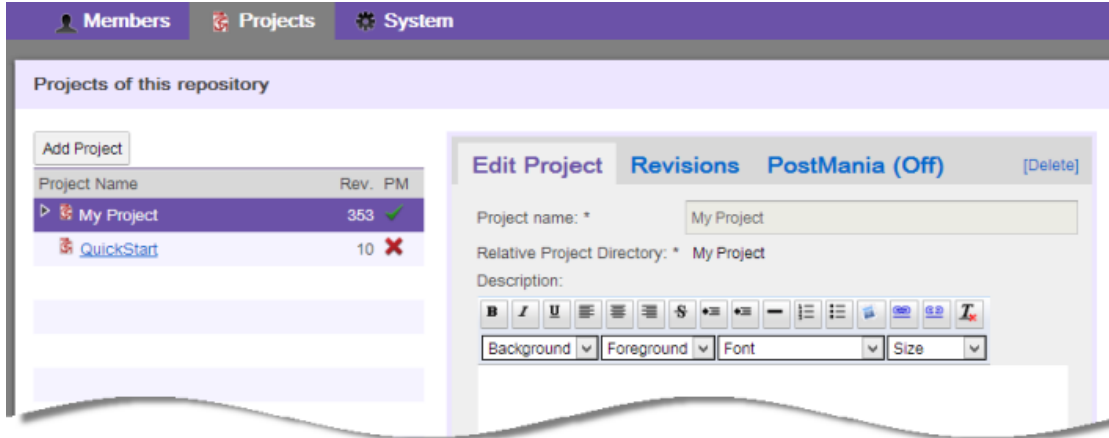 Members Projects System
Projects of this repository
Add Project
Project Name Rev. PM
My Project 353
QuickStart 10
Edit Project Revisions PostMania (Off) [Delete]
Project name: * My Project
Relative Project Directory: * My Project
Description:
B I U S T
Background Foreground Font Size